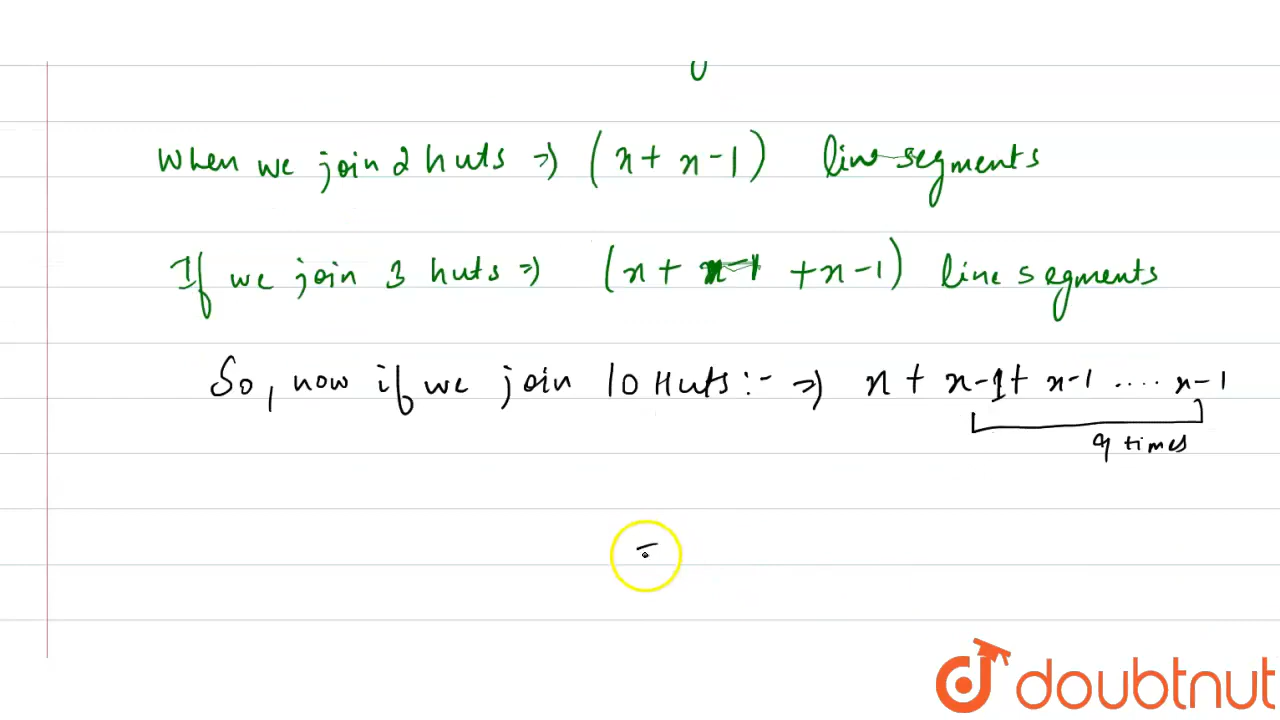 When we join 2 huts ⇒ (x + x - 1) line segments
If we join 3 huts ⇒ (x + x-1 + x - 1) line segments
So, now if we join 10 Huts :- ⇒ x + x-1 + x-1 .... x-1
9 times
=
doubtnut